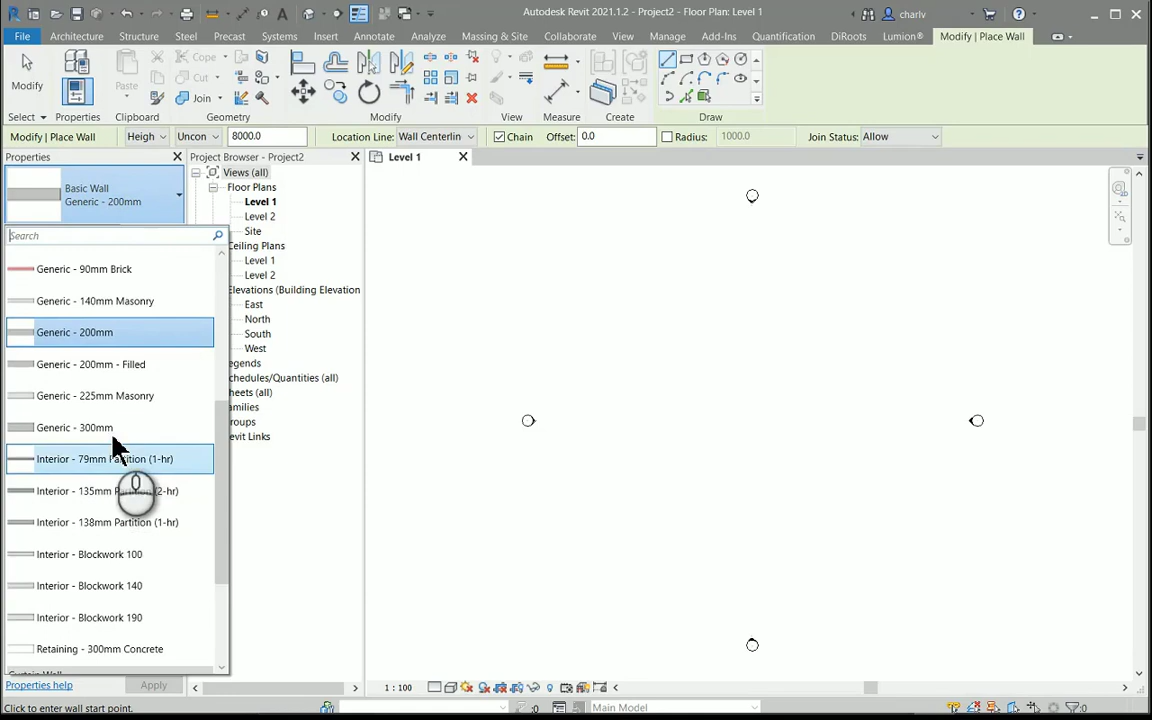 Autodesk Revit 2021.1.2 - Project2 - Floor Plan: Level 1
charlv
File Architecture Structure Steel Precast Systems Insert Annotate Analyze Massing & Site Collaborate View Manage Add-Ins Quantification DiRoots Lumion® Modify | Place Wall
Modify
Paste
Cope
Cut
Join
Select Properties Clipboard Geometry Modify View Measure Create Draw
Modify | Place Wall Heigh Uncon 8000.0 Location Line: Wall Centerlin Chain Offset: 0.0 Radius: 1000.0 Join Status: Allow
Properties
Basic Wall
Generic - 200mm
Search
Generic - 90mm Brick
Generic - 140mm Masonry
Generic - 200mm
Generic - 200mm - Filled
Generic - 225mm Masonry
Generic - 300mm
Interior - 79mm Partition (1-hr)
Interior - 135mm (2-hr)
Interior - 138mm Partition (1-hr)
Interior - Blockwork 100
Interior - Blockwork 140
Interior - Blockwork 190
Retaining - 300mm Concrete
Properties help Apply
Project Browser - Project2
Views (all)
Floor Plans
Level 1
Level 2
Site
Ceiling Plans
Level 1
Level 2
Elevations (Building Elevation
East
North
South
West
egends
chedules/Quantities (all)
heets (all)
amilies
roups
evit Links
Level 1
1 : 100
Click to enter wall start point.
:0
Main Model
:0